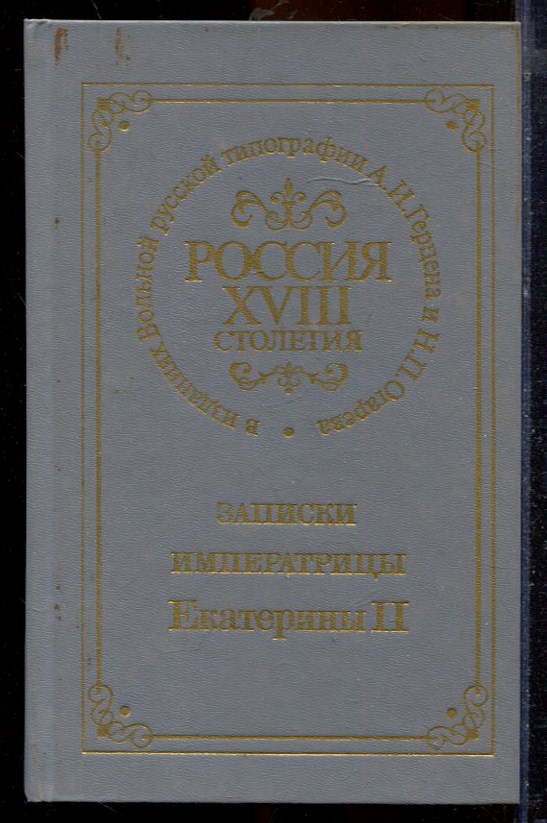 в изданиях Вольной русской типографии А.И.Герцена и Н.П.Огарева
РОССИЯ
XVIII
СТОЛЕТИЯ
ЗАПИСКИ
ИМПЕРАТРИЦЫ
Екатерины II